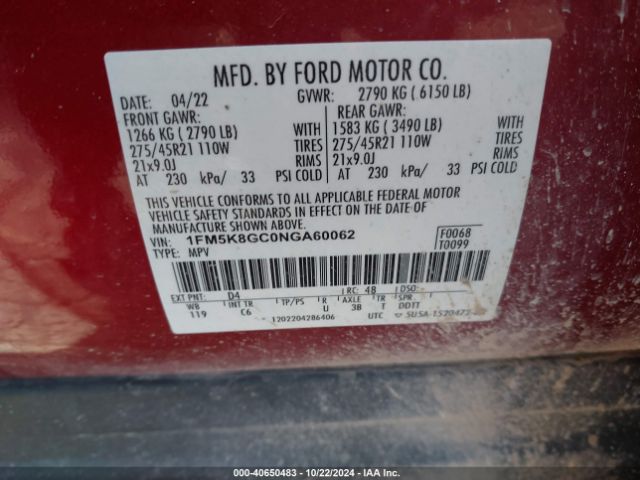 MFD. BY FORD MOTOR CO.
DATE: 04/22 GVWR: 2790 KG ( 6150 LB)
FRONT GAWR: REAR GAWR:
1266 KG ( 2790 LB) WITH 1583 KG ( 3490 LB) WITH
275/45R21 110W TIRES 275/45R21 110W TIRES
21x9.0J RIMS 21x9.0J RIMS
AT 230 kPa/ 33 PSI COLD AT 230 kPa/ 33 PSI COLD
THIS VEHICLE CONFORMS TO ALL APPLICABLE FEDERAL MOTOR
VEHICLE SAFETY STANDARDS IN EFFECT ON THE DATE OF
MANUFACTURE SHOWN ABOVE.
VIN: 1FM5K8GC0NGA60062 F0068
TYPE: MPV T0099
EXT PNT: D4 RC: 48 DSO:
WB INT TR TP/PS R AXLE TR SPR
119 C6 U 3B T DDTT
1202204286406 UTC
000-40650483 - 10/22/2024 - IAA Inc.